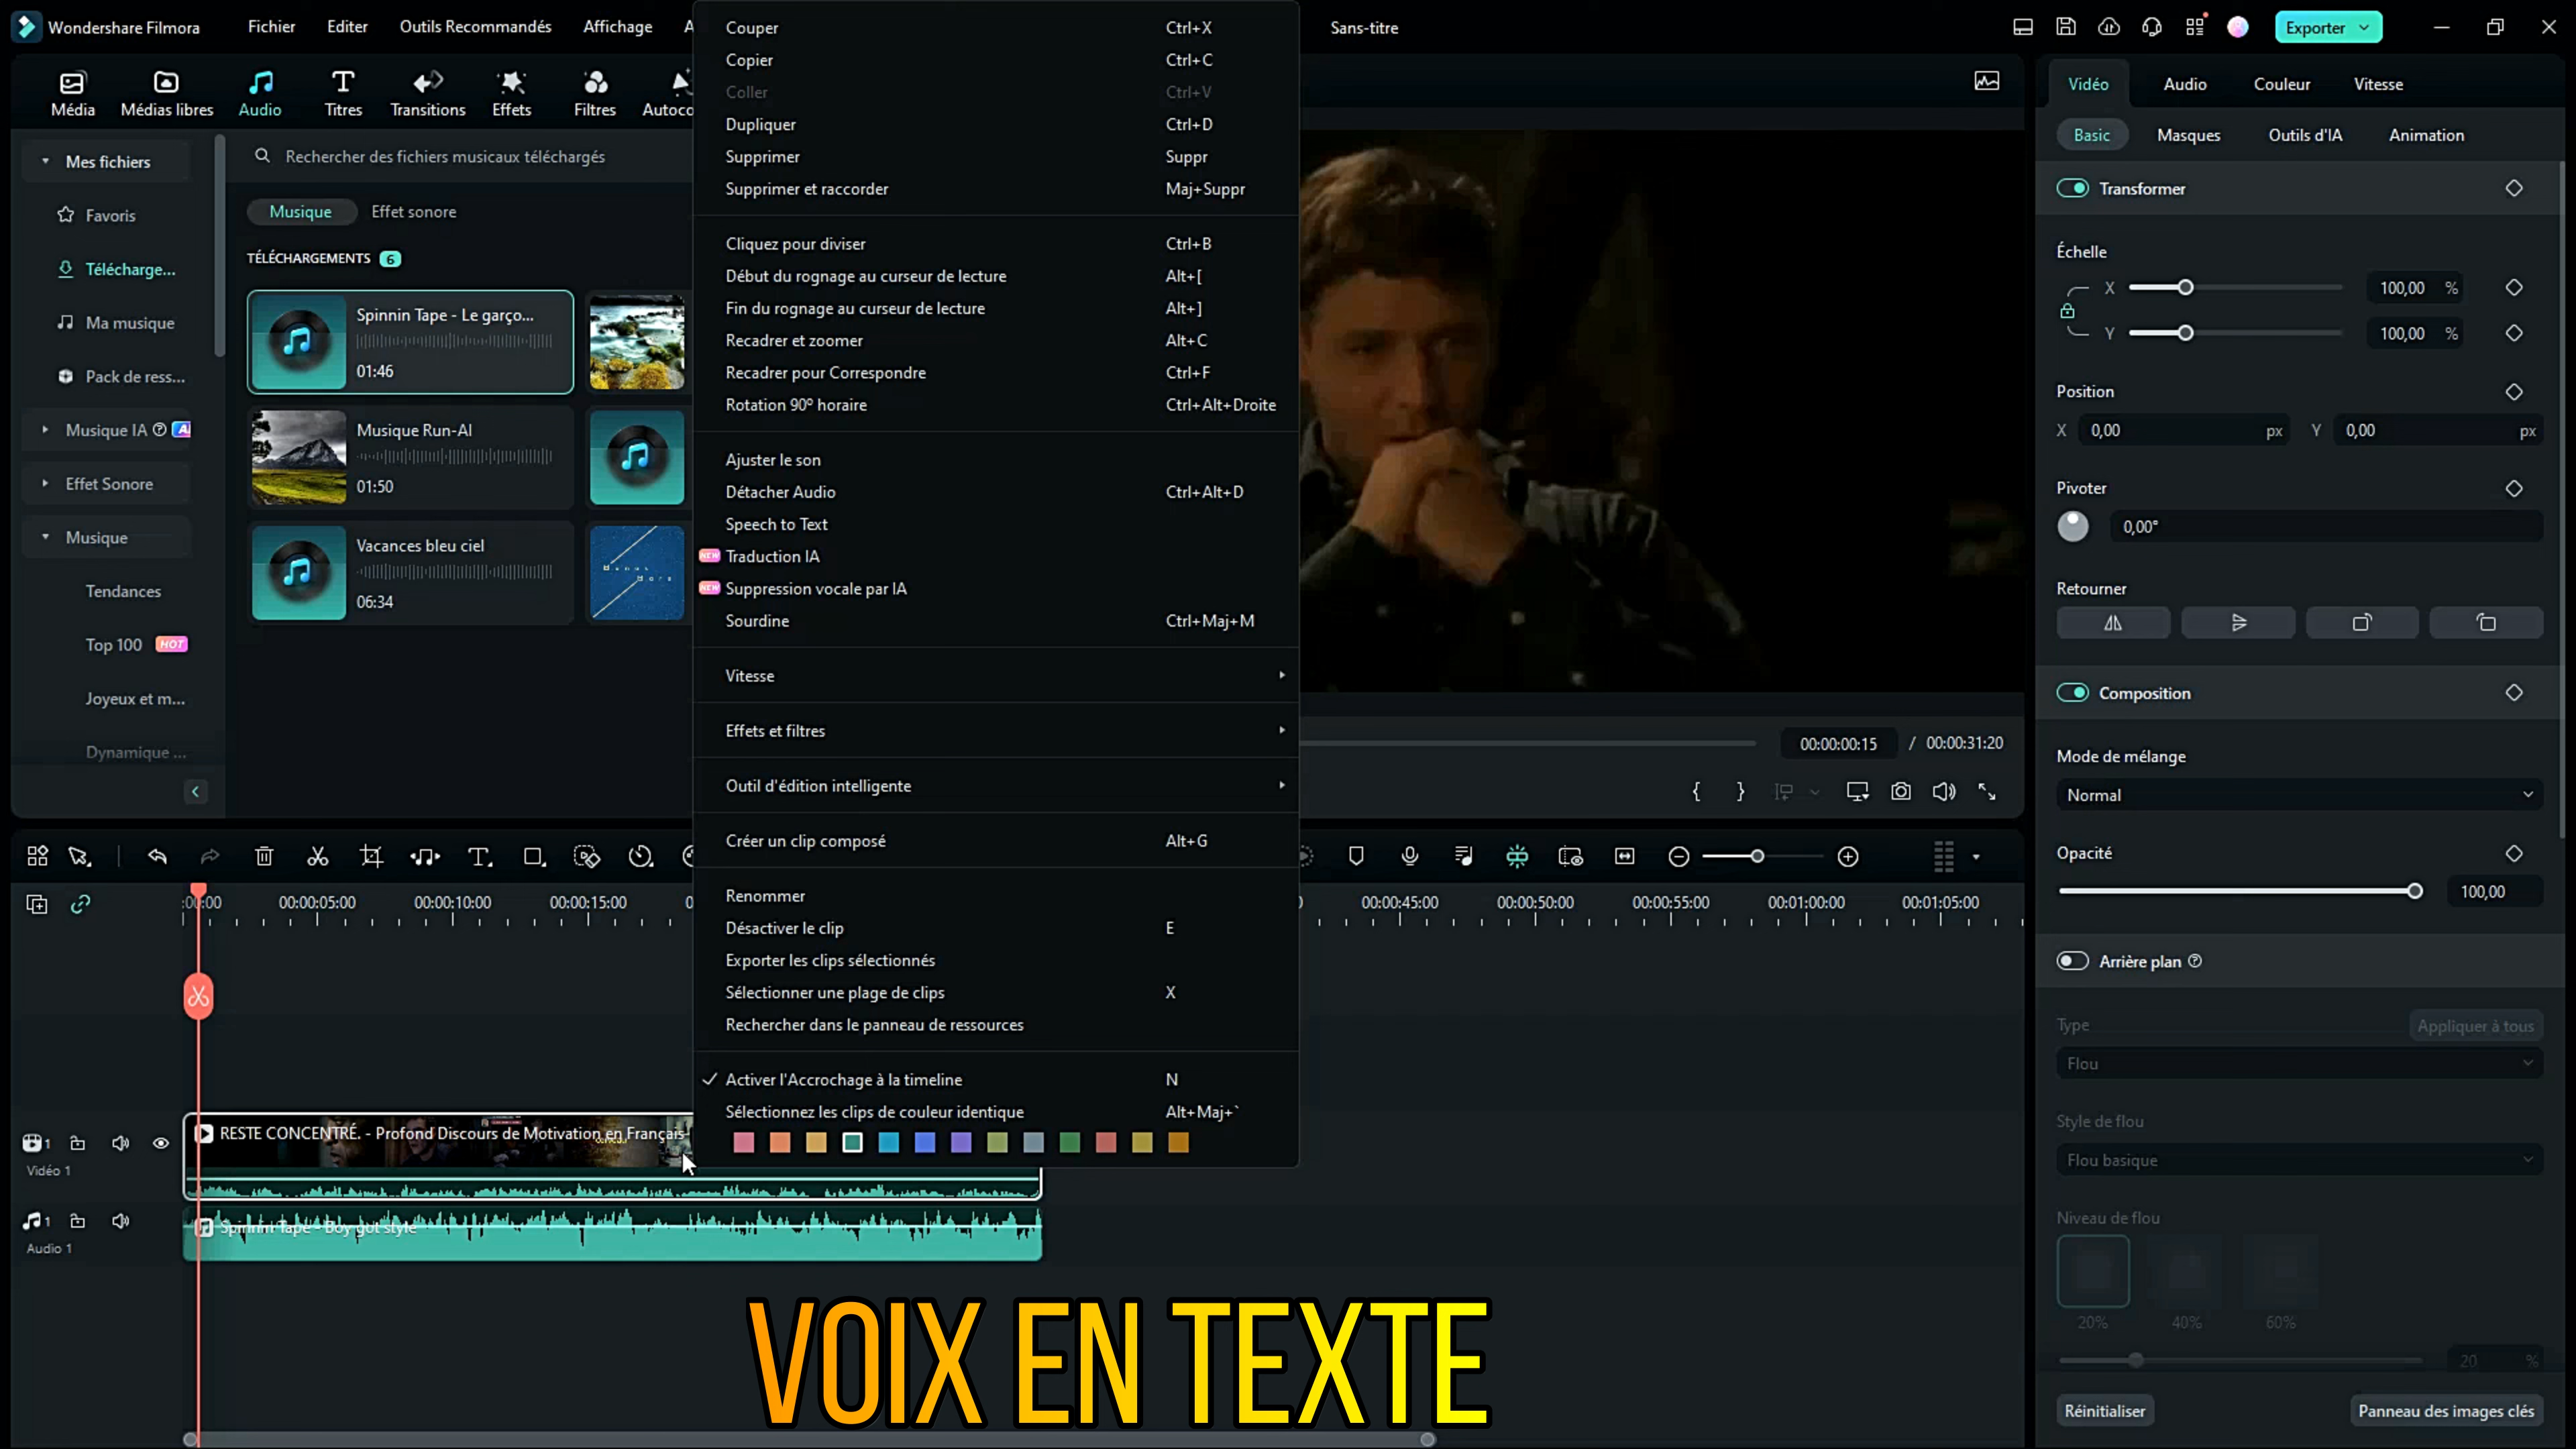 Wondershare Filmora
Fichier
Editer
Outils Recommandés
Affichage
Sans-titre
Exporter
Média
Médias libres
Audio
Titres
Transitions
Effets
Filtres
Autoco
Mes fichiers
Favoris
Télécharge...
Ma musique
Pack de ress...
Musique IA
Effet Sonore
Musique
Tendances
Top 100 HOT
Joyeux et m...
Dynamique ...
Rechercher des fichiers musicaux téléchargés
Musique
Effet sonore
TÉLÉCHARGEMENTS 6
Spinnin Tape - Le garço...
01:46
Musique Run-AI
01:50
Vacances bleu ciel
06:34
Couper Ctrl+X
Copier Ctrl+C
Coller Ctrl+V
Dupliquer Ctrl+D
Supprimer Suppr
Supprimer et raccorder Maj+Suppr
Cliquez pour diviser Ctrl+B
Début du rognage au curseur de lecture Alt+[
Fin du rognage au curseur de lecture Alt+]
Recadrer et zoomer Alt+C
Recadrer pour Correspondre Ctrl+F
Rotation 90º horaire Ctrl+Alt+Droite
Ajuster le son
Détacher Audio Ctrl+Alt+D
Speech to Text
NEW Traduction IA
NEW Suppression vocale par IA
Sourdine Ctrl+Maj+M
Vitesse
Effets et filtres
Outil d'édition intelligente
Créer un clip composé Alt+G
Renommer
Désactiver le clip E
Exporter les clips sélectionnés
Sélectionner une plage de clips X
Rechercher dans le panneau de ressources
Activer l'Accrochage à la timeline N
Sélectionnez les clips de couleur identique Alt+Maj+`
00:00:00:15 / 00:00:31:20
Vidéo
Audio
Couleur
Vitesse
Basic
Masques
Outils d'IA
Animation
Transformer
Échelle
X 100,00 %
Y 100,00 %
Position
X 0,00 px Y 0,00 px
Pivoter
0,00°
Retourner
Composition
Mode de mélange
Normal
Opacité
100,00
Arrière plan
Type
Appliquer à tous
Flou
Style de flou
Flou basique
Niveau de flou
20% 40% 60%
20 %
Réinitialiser
Panneau des images clés
:00:00 00:00:05:00 00:00:10:00 00:00:15:00 00:00:45:00 00:00:50:00 00:00:55:00 00:01:00:00 00:01:05:00
1
Vidéo 1
RESTE CONCENTRÉ. - Profond Discours de Motivation en Français-
1
Audio 1
Spinnin Tape - Boy got style
VOIX EN TEXTE